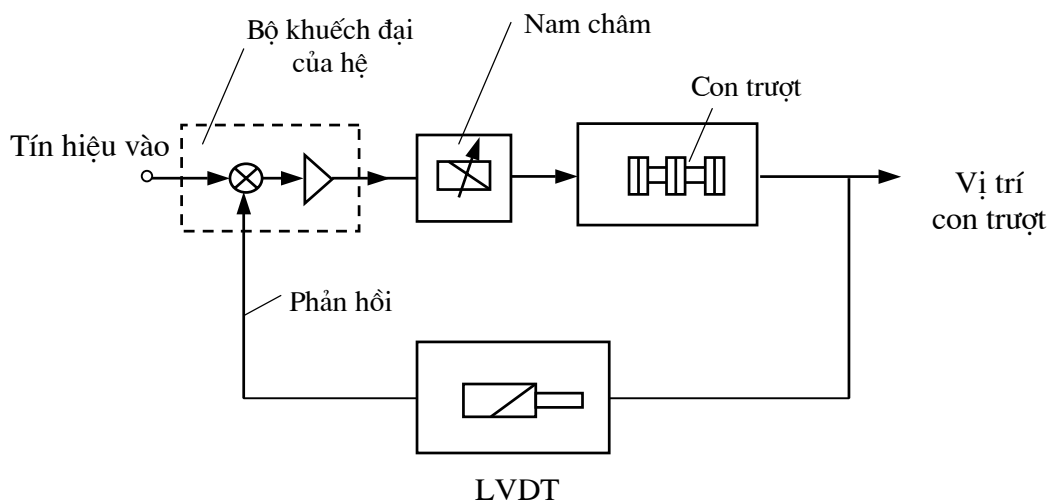 Bộ khuếch đại
của hệ
Nam châm
Con trượt
Tín hiệu vào
Vị trí
con trượt
Phản hồi
LVDT